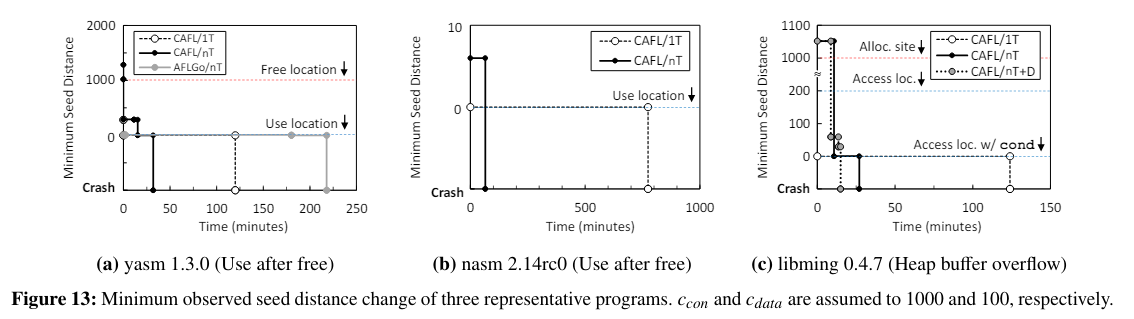 2000
1000
0
Crash
Minimum Seed Distance
CAFL/1T
CAFL/nT
AFLGo/nT
Free location
Use location
0 50 100 150 200 250
Time (minutes)
(a) yasm 1.3.0 (Use after free)
10
0
Crash
Minimum Seed Distance
CAFL/1T
CAFL/nT
Use location
0 500 1000
Time (minutes)
(b) nasm 2.14rc0 (Use after free)
1100
1000
≈
200
100
0
Crash
Minimum Seed Distance
CAFL/1T
CAFL/nT
CAFL/nT+D
Alloc. site
Access loc.
Access loc. w/ cond
0 50 100 150
Time (minutes)
(c) libming 0.4.7 (Heap buffer overflow)
Figure 13: Minimum observed seed distance change of three representative programs. c_con and c_data are assumed to 1000 and 100, respectively.